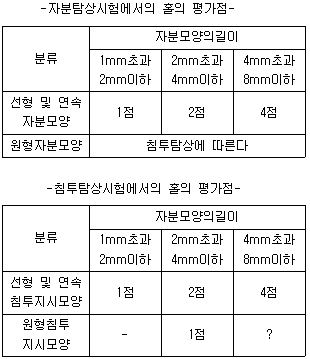 -자분탐상시험에서의 홀의 평가점-
분류
자분모양의길이
1mm초과
2mm이하
2mm초과
4mm이하
4mm초과
8mm이하
선형 및 연속
자분모양
1점
2점
4점
원형자분모양
침투탐상에 따른다
-침투탐상시험에서의 홀의 평가점-
분류
자분모양의길이
1mm초과
2mm이하
2mm초과
4mm이하
4mm초과
8mm이하
선형 및 연속
침투지시모양
1점
2점
4점
원형침투
지시모양
-
1점
?